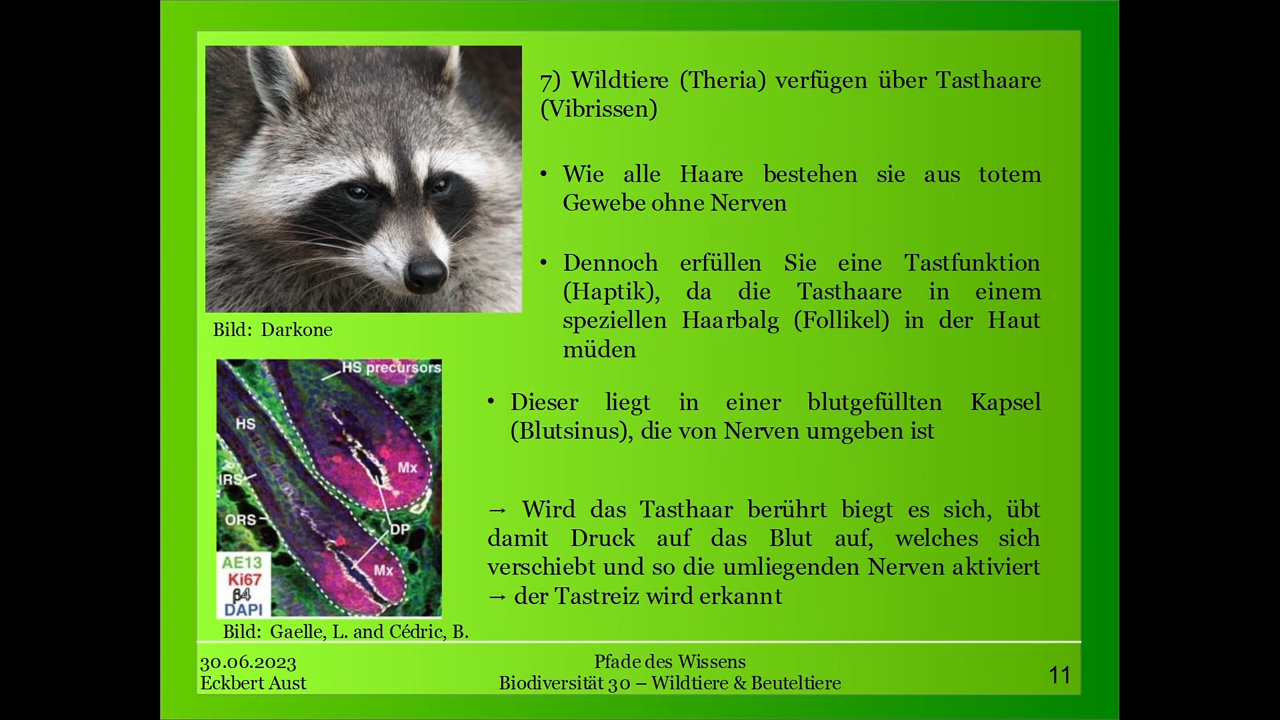 7) Wildtiere (Theria) verfügen über Tasthaare
(Vibrissen)
• Wie alle Haare bestehen sie aus totem
Gewebe ohne Nerven
• Dennoch erfüllen Sie eine Tastfunktion
(Haptik), da die Tasthaare in einem
speziellen Haarbalg (Follikel) in der Haut
müden
Bild: Darkone
• Dieser liegt in einer blutgefüllten Kapsel
(Blutsinus), die von Nerven umgeben ist
→ Wird das Tasthaar berührt biegt es sich, übt
damit Druck auf das Blut auf, welches sich
verschiebt und so die umliegenden Nerven aktiviert
→ der Tastreiz wird erkannt
HS precursors
HS
Mx
IRS
ORS
DP
Mx
AE13
Ki67
β4
DAPI
Bild: Gaelle, L. and Cédric, B.
30.06.2023
Eckbert Aust
Pfade des Wissens
Biodiversität 30 – Wildtiere & Beuteltiere
11